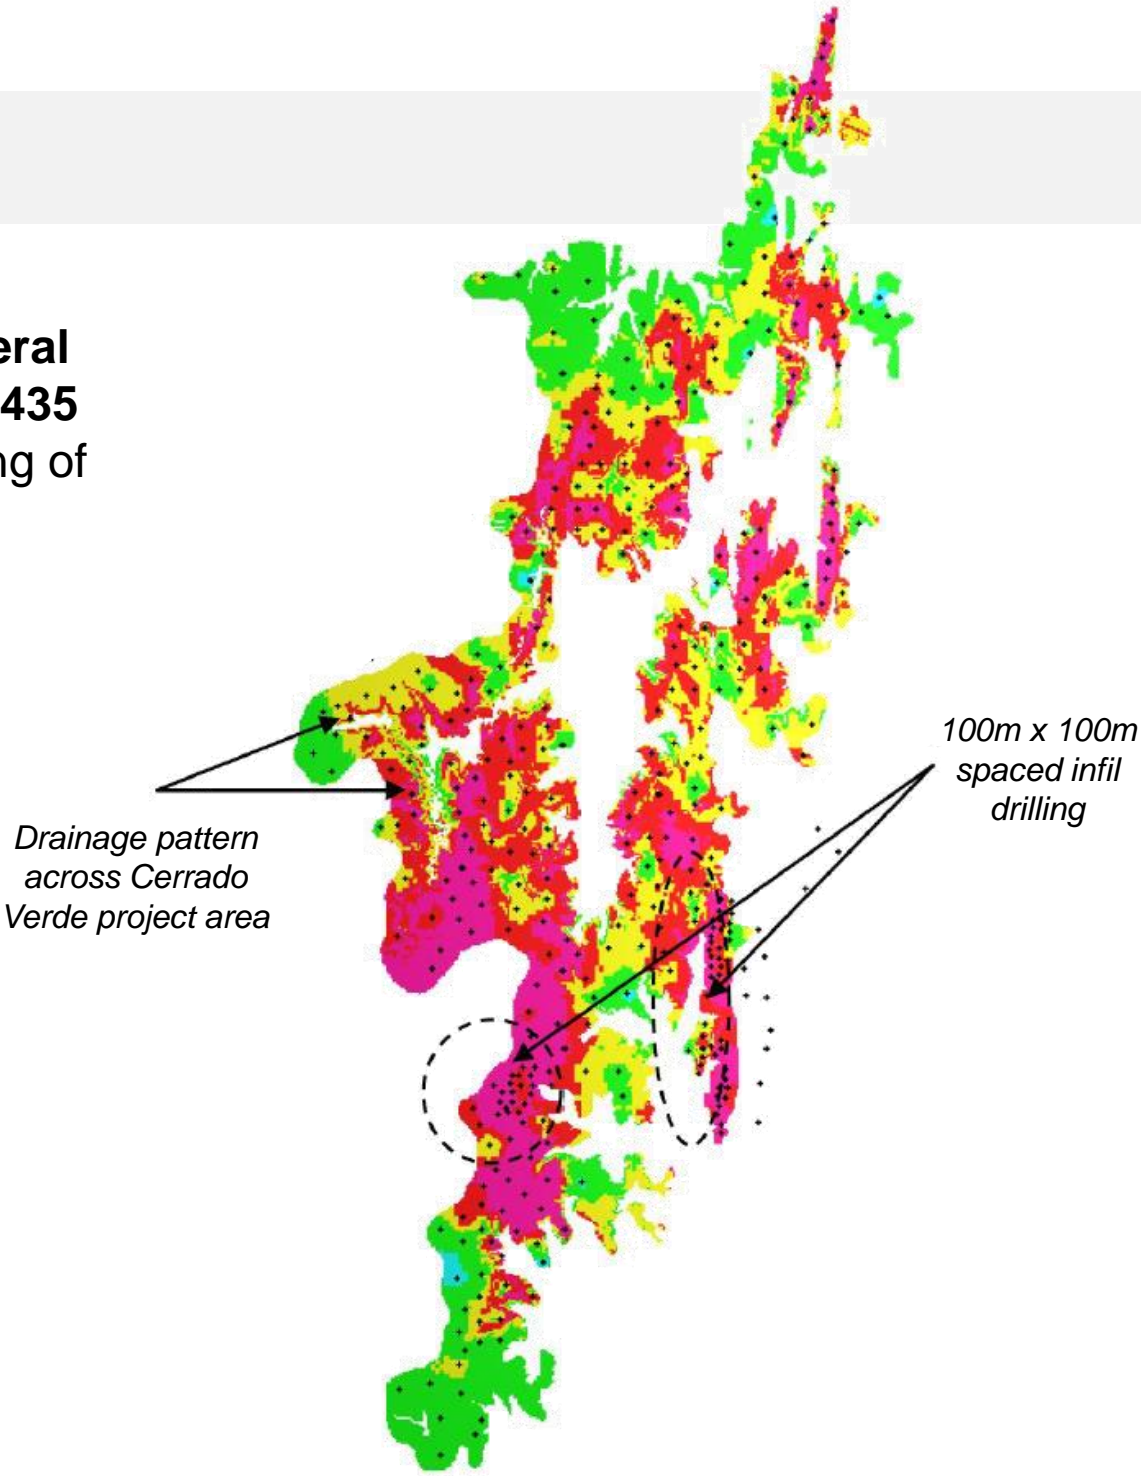 eral
435
ng of
100m x 100m
spaced infil
drilling
Drainage pattern
across Cerrado
Verde project area